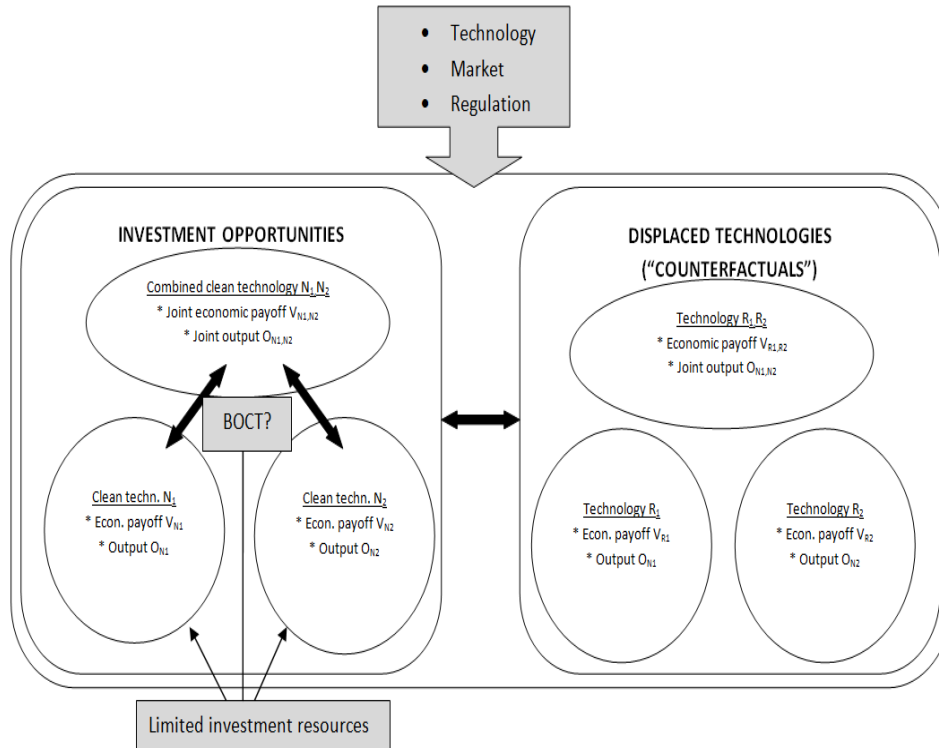 • Technology
• Market
• Regulation
INVESTMENT OPPORTUNITIES
Combined clean technology N1,N2
* Joint economic payoff VN1,N2
* Joint output ON1,N2
BOCT?
Clean techn. N1
* Econ. payoff VN1
* Output ON1
Clean techn. N2
* Econ. payoff VN2
* Output ON2
DISPLACED TECHNOLOGIES
("COUNTERFACTUALS")
Technology R1,R2
* Economic payoff VR1,R2
* Joint output ON1,N2
Technology R1
* Econ. payoff VR1
* Output ON1
Technology R2
* Econ. payoff VR2
* Output ON2
Limited investment resources